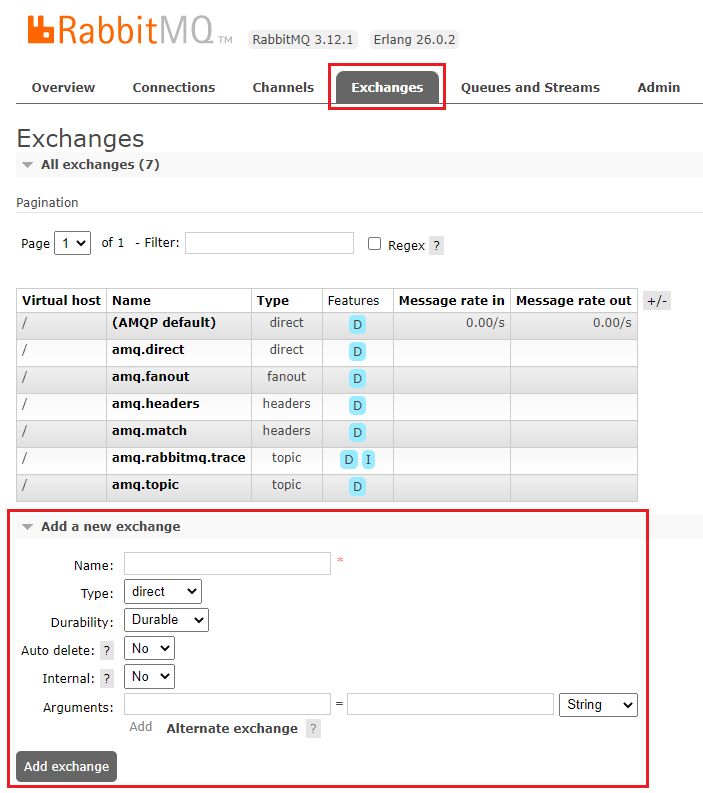 RabbitMQ TM RabbitMQ 3.12.1 Erlang 26.0.2
Overview Connections Channels Exchanges Queues and Streams Admin
Exchanges
All exchanges (7)
Pagination
Page 1 of 1 - Filter: Regex ?
Virtual host Name Type Features Message rate in Message rate out +/-
/ (AMQP default) direct D 0.00/s 0.00/s
/ amq.direct direct D
/ amq.fanout fanout D
/ amq.headers headers D
/ amq.match headers D
/ amq.rabbitmq.trace topic D I
/ amq.topic topic D
Add a new exchange
Name: *
Type: direct
Durability: Durable
Auto delete: ? No
Internal: ? No
Arguments: = String
Add Alternate exchange ?
Add exchange